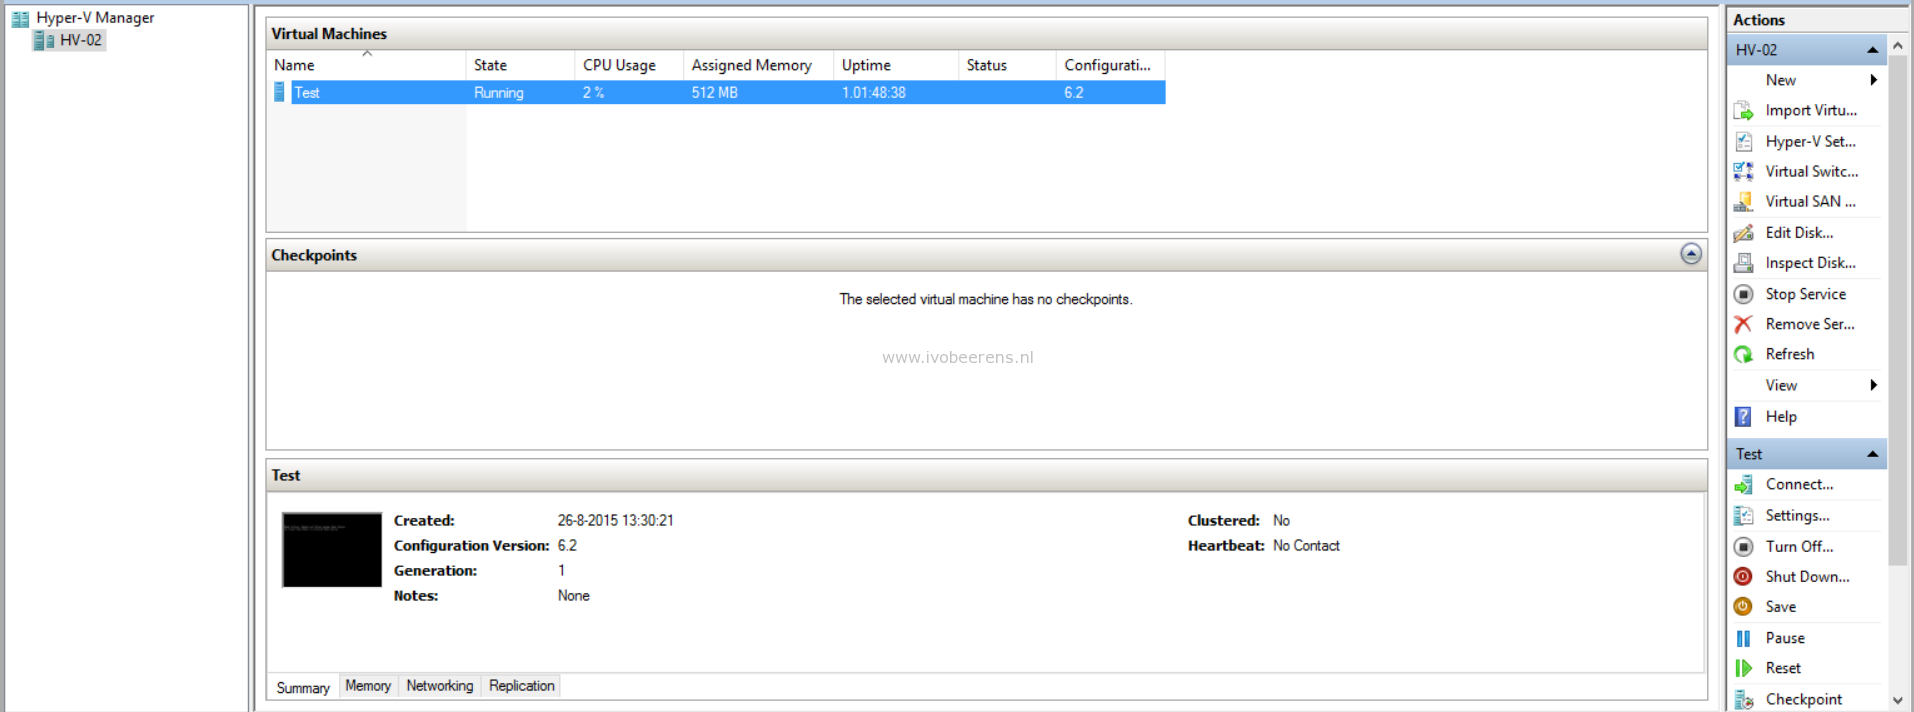 Hyper-V Manager
HV-02
Virtual Machines
Name State CPU Usage Assigned Memory Uptime Status Configurati...
Test Running 2 % 512 MB 1.01:48:38 6.2
Checkpoints
The selected virtual machine has no checkpoints.
www.ivobeerens.nl
Test
Created: 26-8-2015 13:30:21 Clustered: No
Configuration Version: 6.2 Heartbeat: No Contact
Generation: 1
Notes: None
Summary Memory Networking Replication
Actions
HV-02
New
Import Virtu...
Hyper-V Set...
Virtual Switc...
Virtual SAN ...
Edit Disk...
Inspect Disk...
Stop Service
Remove Ser...
Refresh
View
Help
Test
Connect...
Settings...
Turn Off...
Shut Down...
Save
Pause
Reset
Checkpoint